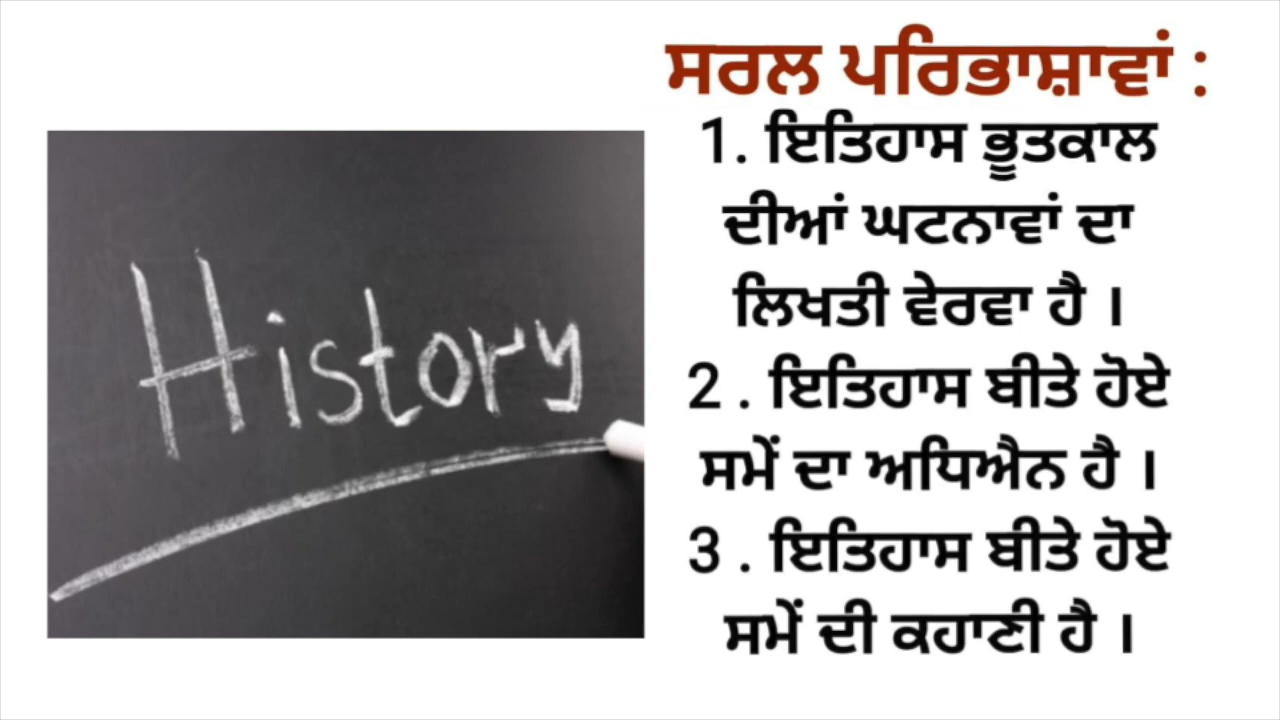 History
ਸਰਲ ਪਰਿਭਾਸ਼ਾਵਾਂ :
1. ਇਤਿਹਾਸ ਭੂਤਕਾਲ
ਦੀਆਂ ਘਟਨਾਵਾਂ ਦਾ
ਲਿਖਤੀ ਵੇਰਵਾ ਹੈ ।
2 . ਇਤਿਹਾਸ ਬੀਤੇ ਹੋਏ
ਸਮੇਂ ਦਾ ਅਧਿਐਨ ਹੈ ।
3 . ਇਤਿਹਾਸ ਬੀਤੇ ਹੋਏ
ਸਮੇਂ ਦੀ ਕਹਾਣੀ ਹੈ ।